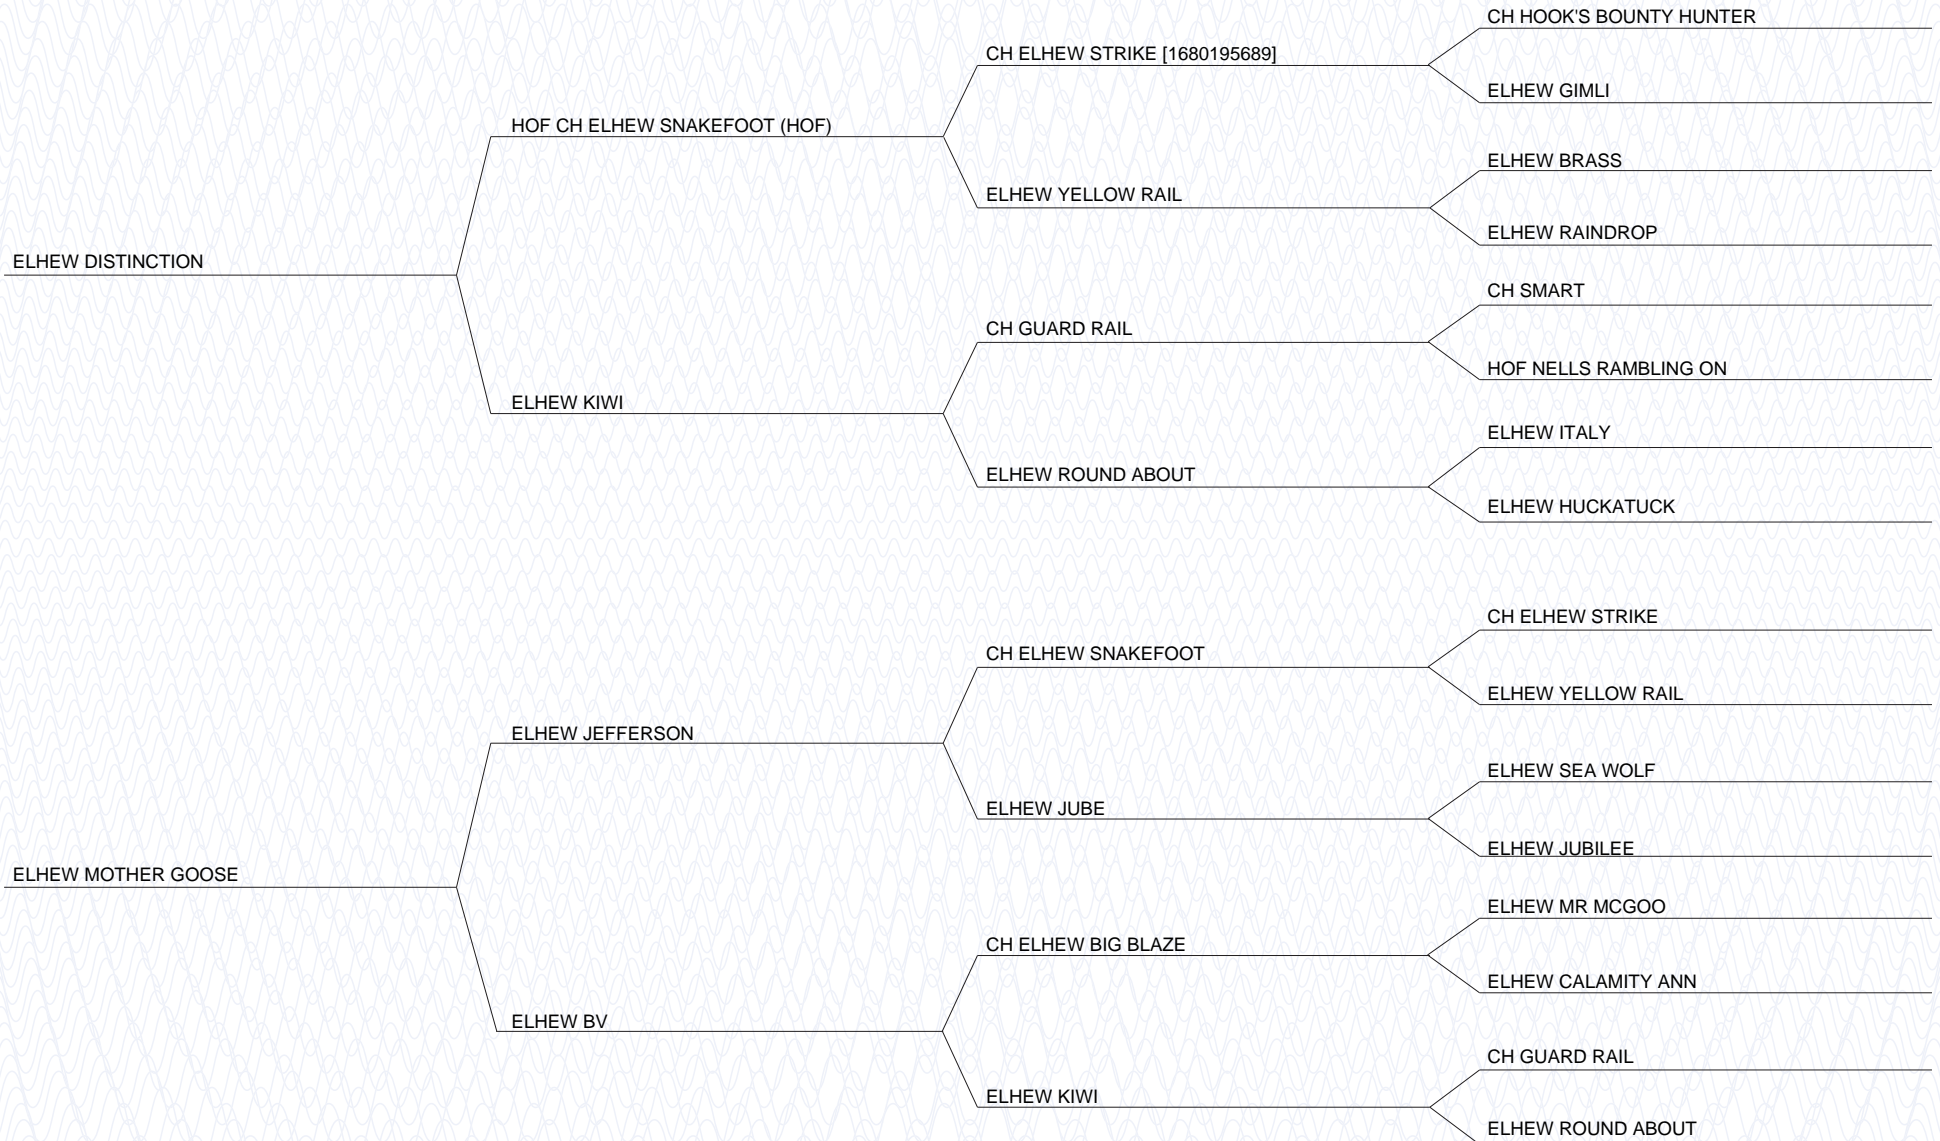 CH HOOK'S BOUNTY HUNTER
CH ELHEW STRIKE [1680195689]
ELHEW GIMLI
HOF CH ELHEW SNAKEFOOT (HOF)
ELHEW BRASS
ELHEW YELLOW RAIL
ELHEW RAINDROP
ELHEW DISTINCTION
CH SMART
CH GUARD RAIL
HOF NELLS RAMBLING ON
ELHEW KIWI
ELHEW ITALY
ELHEW ROUND ABOUT
ELHEW HUCKATUCK
CH ELHEW STRIKE
CH ELHEW SNAKEFOOT
ELHEW YELLOW RAIL
ELHEW JEFFERSON
ELHEW SEA WOLF
ELHEW JUBE
ELHEW JUBILEE
ELHEW MOTHER GOOSE
ELHEW MR MCGOO
CH ELHEW BIG BLAZE
ELHEW CALAMITY ANN
ELHEW BV
CH GUARD RAIL
ELHEW KIWI
ELHEW ROUND ABOUT